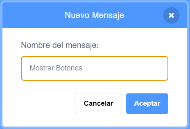 Nuevo Mensaje
Nombre del mensaje:
Mostrar Botones
Cancelar
Aceptar